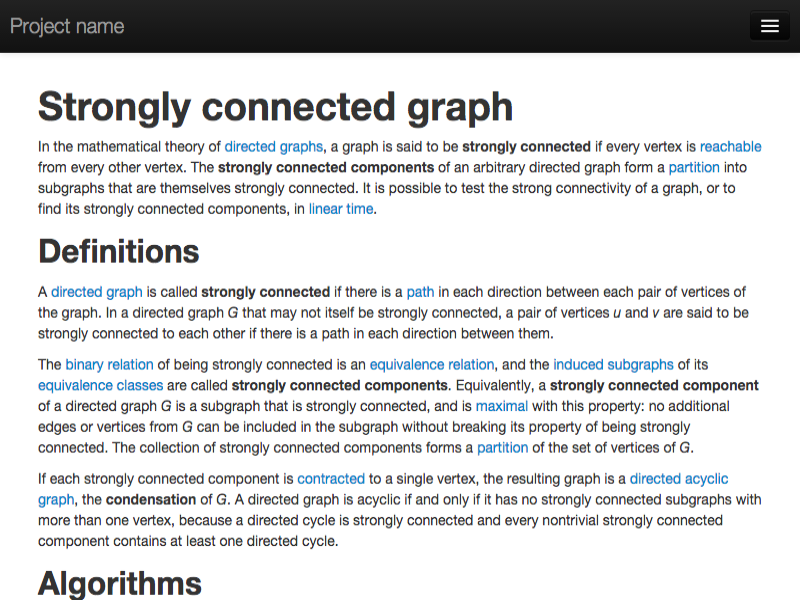 Project name
Strongly connected graph
In the mathematical theory of directed graphs, a graph is said to be strongly connected if every vertex is reachable
from every other vertex. The strongly connected components of an arbitrary directed graph form a partition into
subgraphs that are themselves strongly connected. It is possible to test the strong connectivity of a graph, or to
find its strongly connected components, in linear time.
Definitions
A directed graph is called strongly connected if there is a path in each direction between each pair of vertices of
the graph. In a directed graph G that may not itself be strongly connected, a pair of vertices u and v are said to be
strongly connected to each other if there is a path in each direction between them.
The binary relation of being strongly connected is an equivalence relation, and the induced subgraphs of its
equivalence classes are called strongly connected components. Equivalently, a strongly connected component
of a directed graph G is a subgraph that is strongly connected, and is maximal with this property: no additional
edges or vertices from G can be included in the subgraph without breaking its property of being strongly
connected. The collection of strongly connected components forms a partition of the set of vertices of G.
If each strongly connected component is contracted to a single vertex, the resulting graph is a directed acyclic
graph, the condensation of G. A directed graph is acyclic if and only if it has no strongly connected subgraphs with
more than one vertex, because a directed cycle is strongly connected and every nontrivial strongly connected
component contains at least one directed cycle.
Algorithms